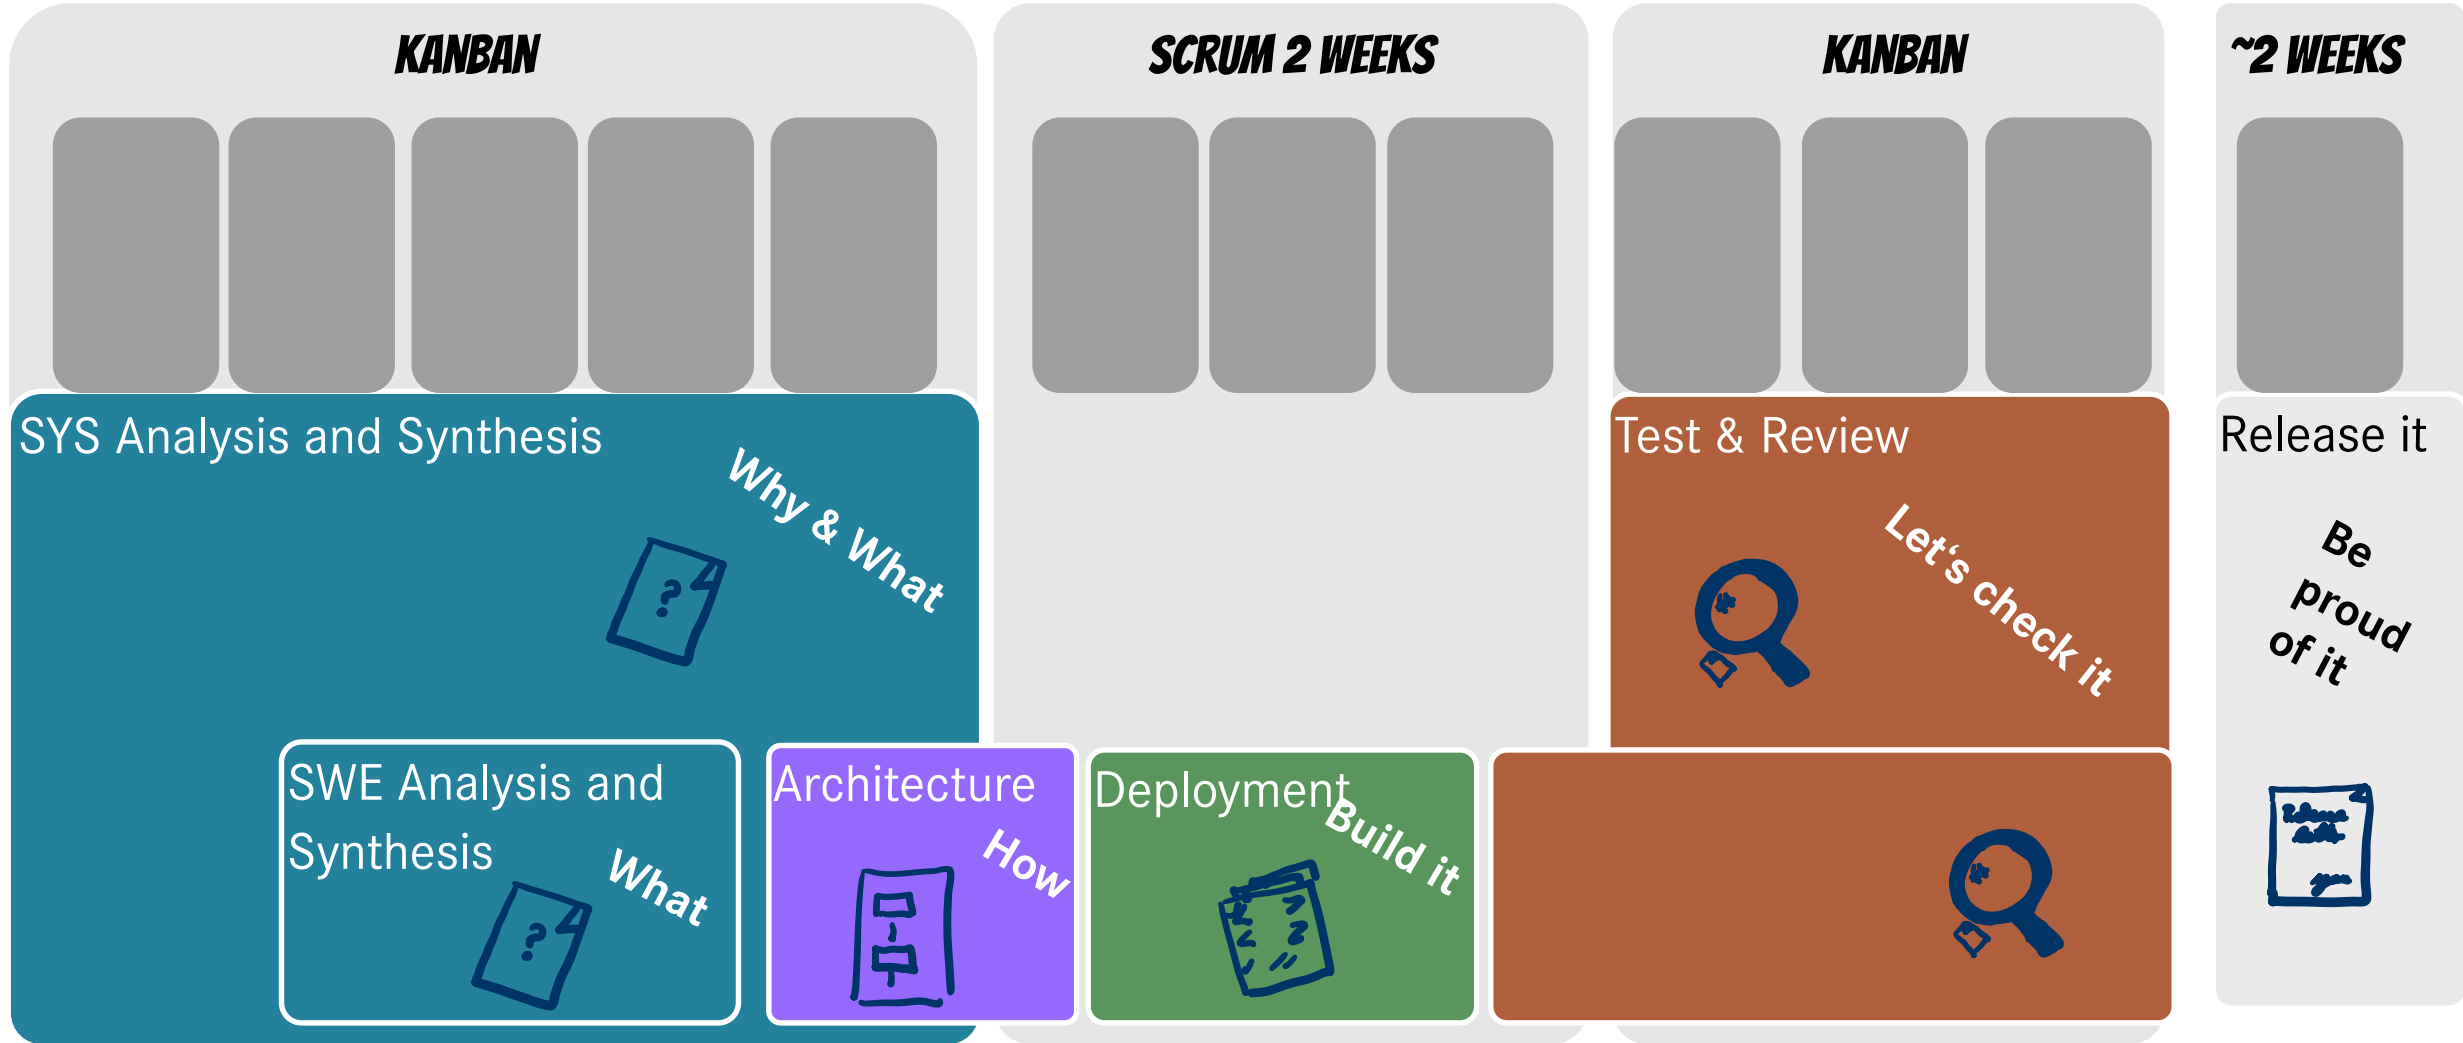 KANBAN
SCRUM 2 WEEKS
KANBAN
~2 WEEKS
SYS Analysis and Synthesis
Why & What
SWE Analysis and
Synthesis
What
Architecture
How
Deployment
Build it
Test & Review
Let‘s check it
Release it
Be
proud
of it